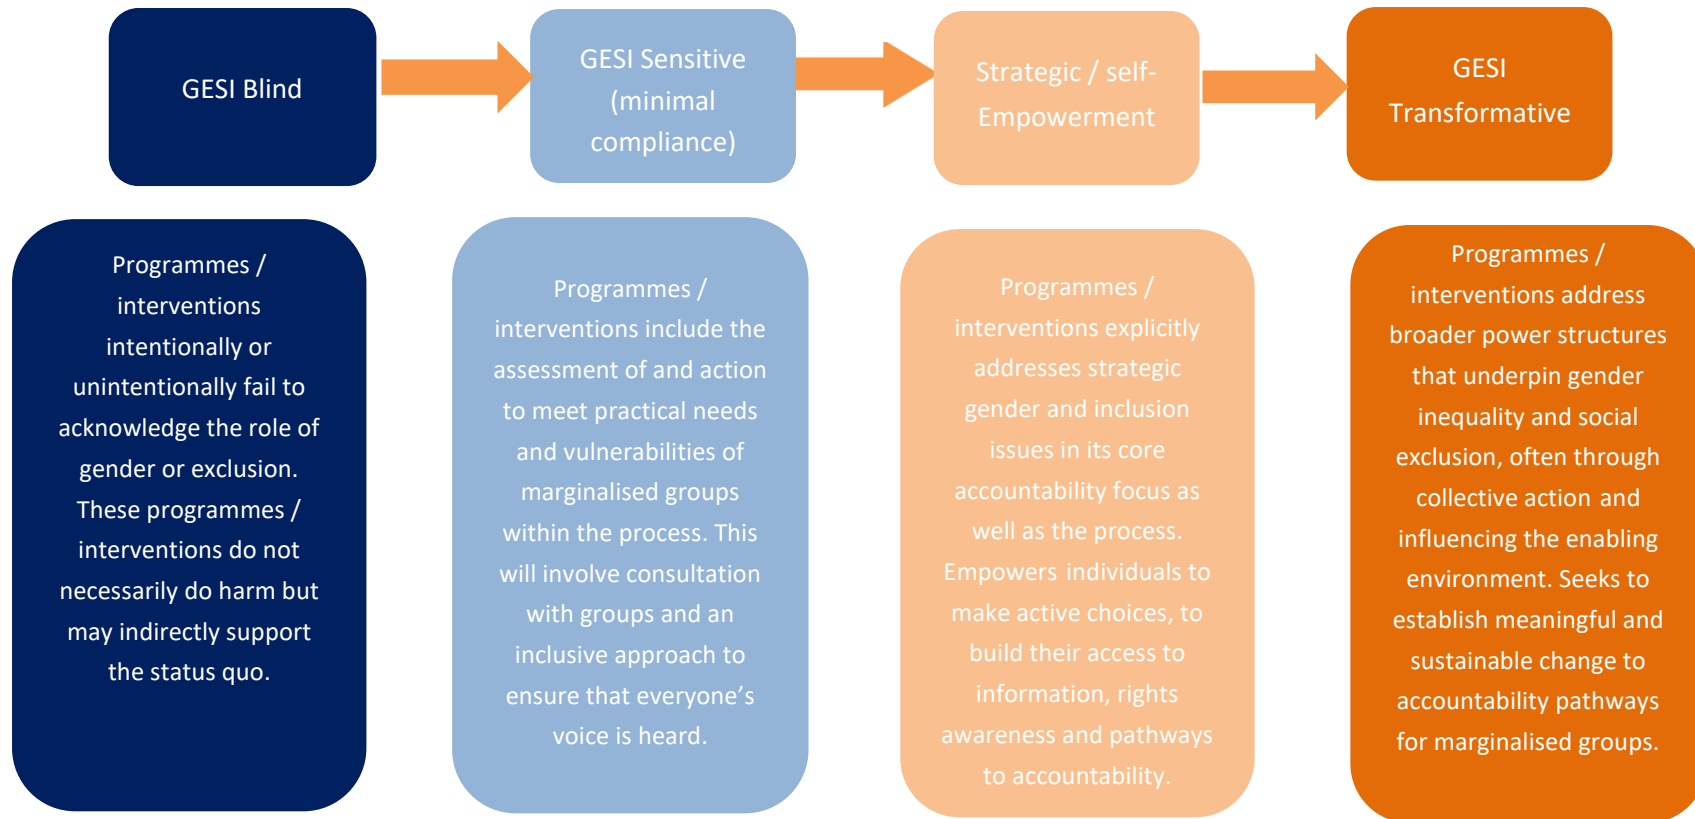 GESI Blind
GESI Sensitive
(minimal
compliance)
Strategic / self-
Empowerment
GESI
Transformative
Programmes /
interventions
intentionally or
unintentionally fail to
acknowledge the role of
gender or exclusion.
These programmes /
interventions do not
necessarily do harm but
may indirectly support
the status quo.
Programmes /
interventions include the
assessment of and action
to meet practical needs
and vulnerabilities of
marginalised groups
within the process. This
will involve consultation
with groups and an
inclusive approach to
ensure that everyone’s
voice is heard.
Programmes /
interventions explicitly
addresses strategic
gender and inclusion
issues in its core
accountability focus as
well as the process.
Empowers individuals to
make active choices, to
build their access to
information, rights
awareness and pathways
to accountability.
Programmes /
interventions address
broader power structures
that underpin gender
inequality and social
exclusion, often through
collective action and
influencing the enabling
environment. Seeks to
establish meaningful and
sustainable change to
accountability pathways
for marginalised groups.